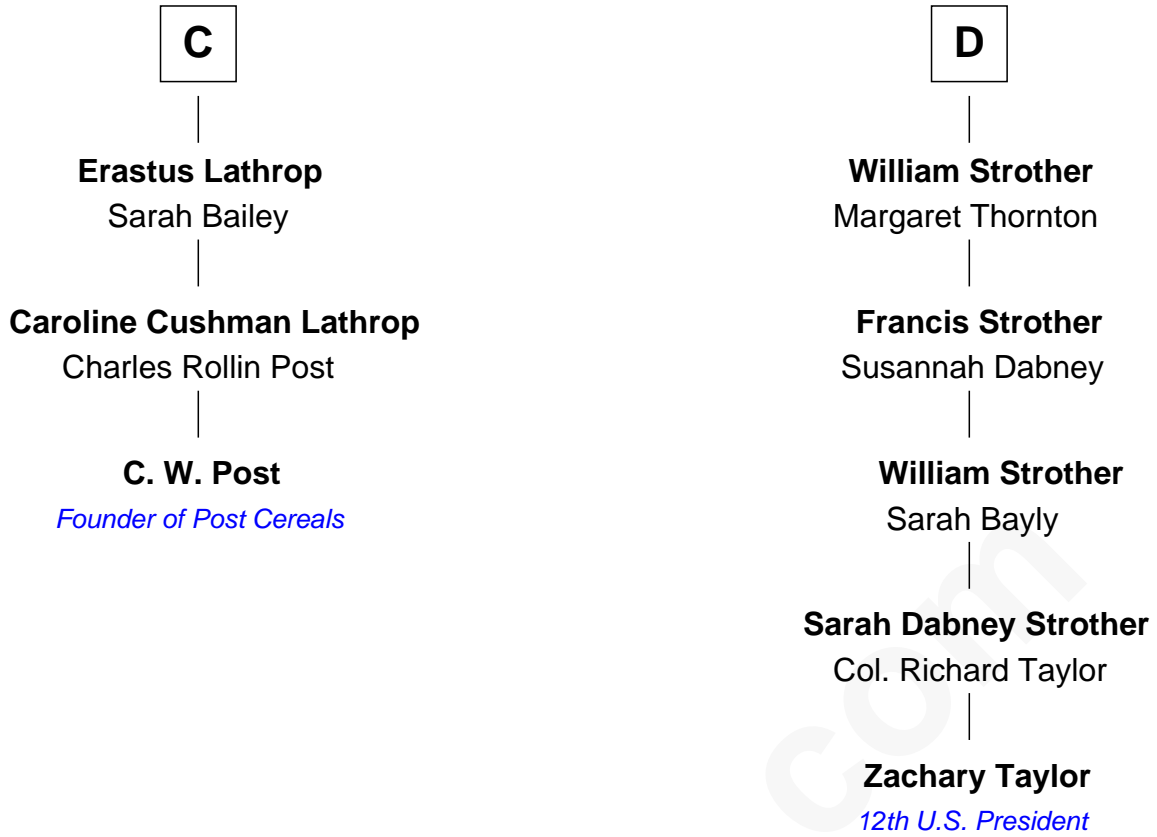 C
Erastus Lathrop
Sarah Bailey
Caroline Cushman Lathrop
Charles Rollin Post
C. W. Post
Founder of Post Cereals
D
William Strother
Margaret Thornton
Francis Strother
Susannah Dabney
William Strother
Sarah Bayly
Sarah Dabney Strother
Col. Richard Taylor
Zachary Taylor
12th U.S. President
com